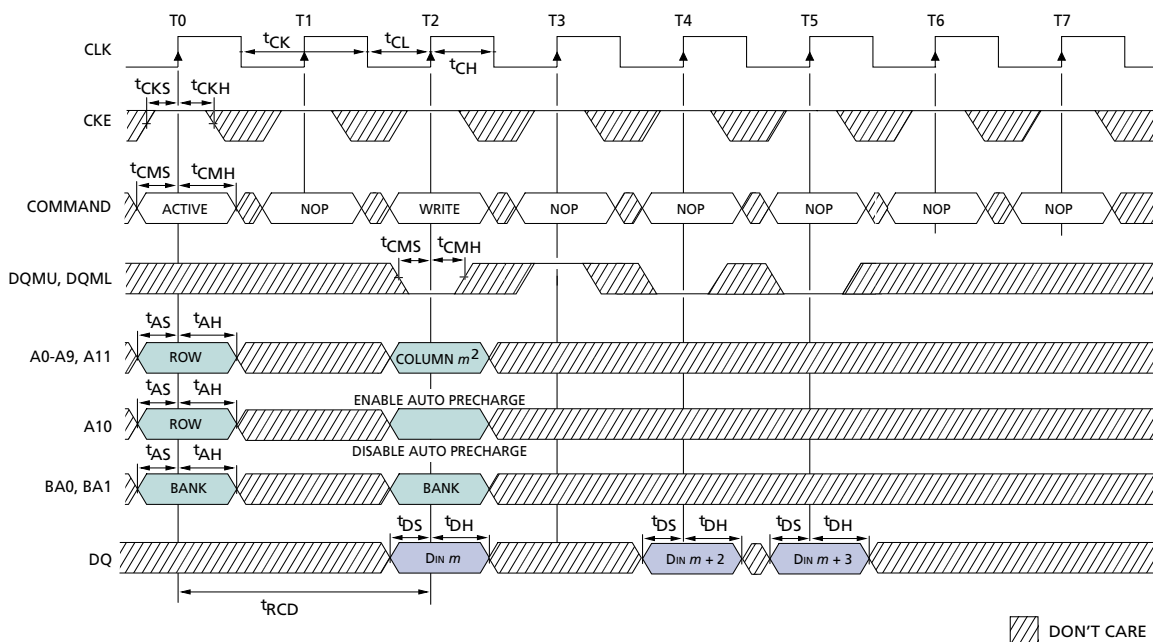 T0 T1 T2 T3 T4 T5 T6 T7
CLK
tCK tCL
tCH
tCKS tCKH
CKE
tCMS tCMH
COMMAND ACTIVE NOP WRITE NOP NOP NOP NOP NOP
tCMS tCMH
DQMU, DQML
tAS tAH
A0-A9, A11 ROW COLUMN m2
tAS tAH ENABLE AUTO PRECHARGE
A10 ROW
DISABLE AUTO PRECHARGE
tAS tAH
BA0, BA1 BANK BANK
tDS tDH tDS tDH tDS tDH
DQ DIN m DIN m + 2 DIN m + 3
tRCD
DON'T CARE